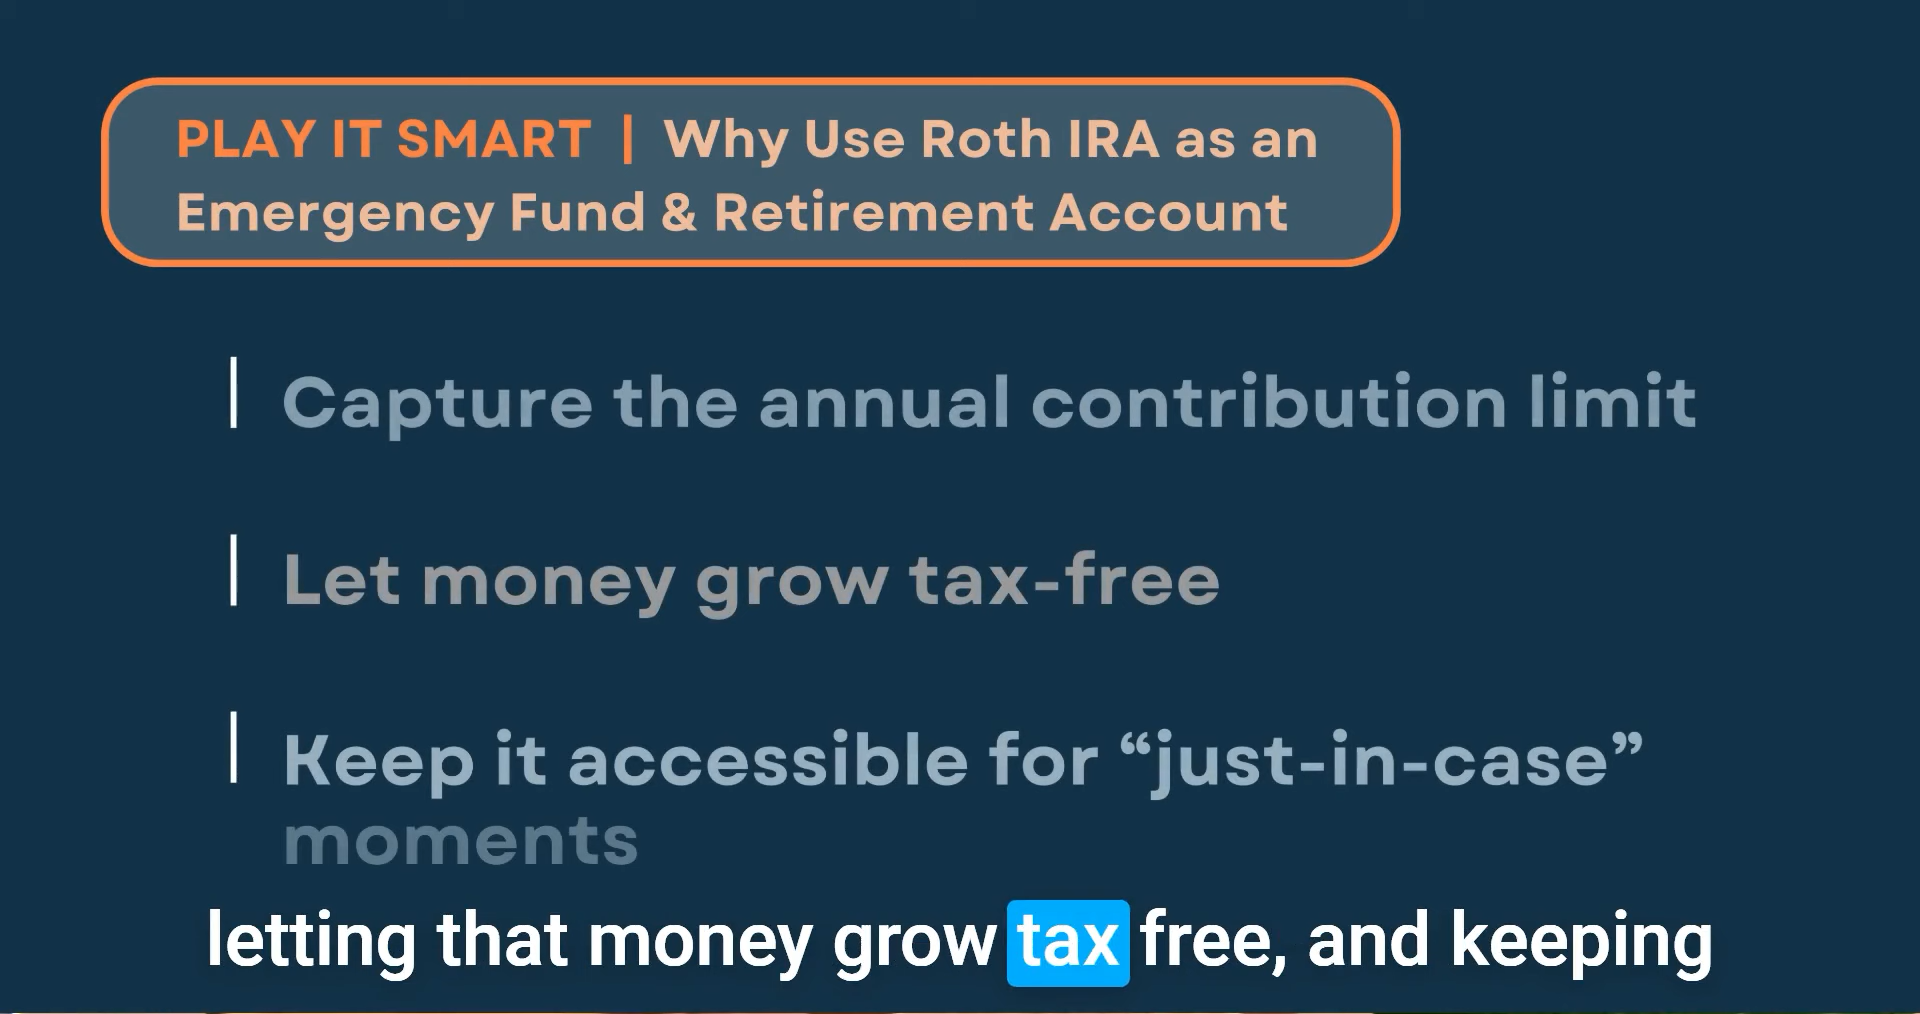 PLAY IT SMART | Why Use Roth IRA as an
Emergency Fund & Retirement Account
Capture the annual contribution limit
Let money grow tax-free
Keep it accessible for “just-in-case”
moments
letting that money grow tax free, and keeping